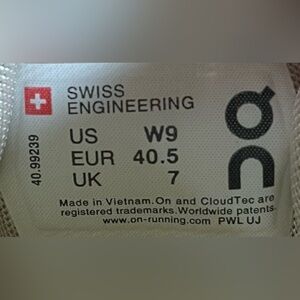 SWISS
ENGINEERING
US W9
EUR 40.5
UK 7
40.99239
ON
Made in Vietnam.On and CloudTec are
registered trademarks.Worldwide patents-
www.on-running.com PWL UJ